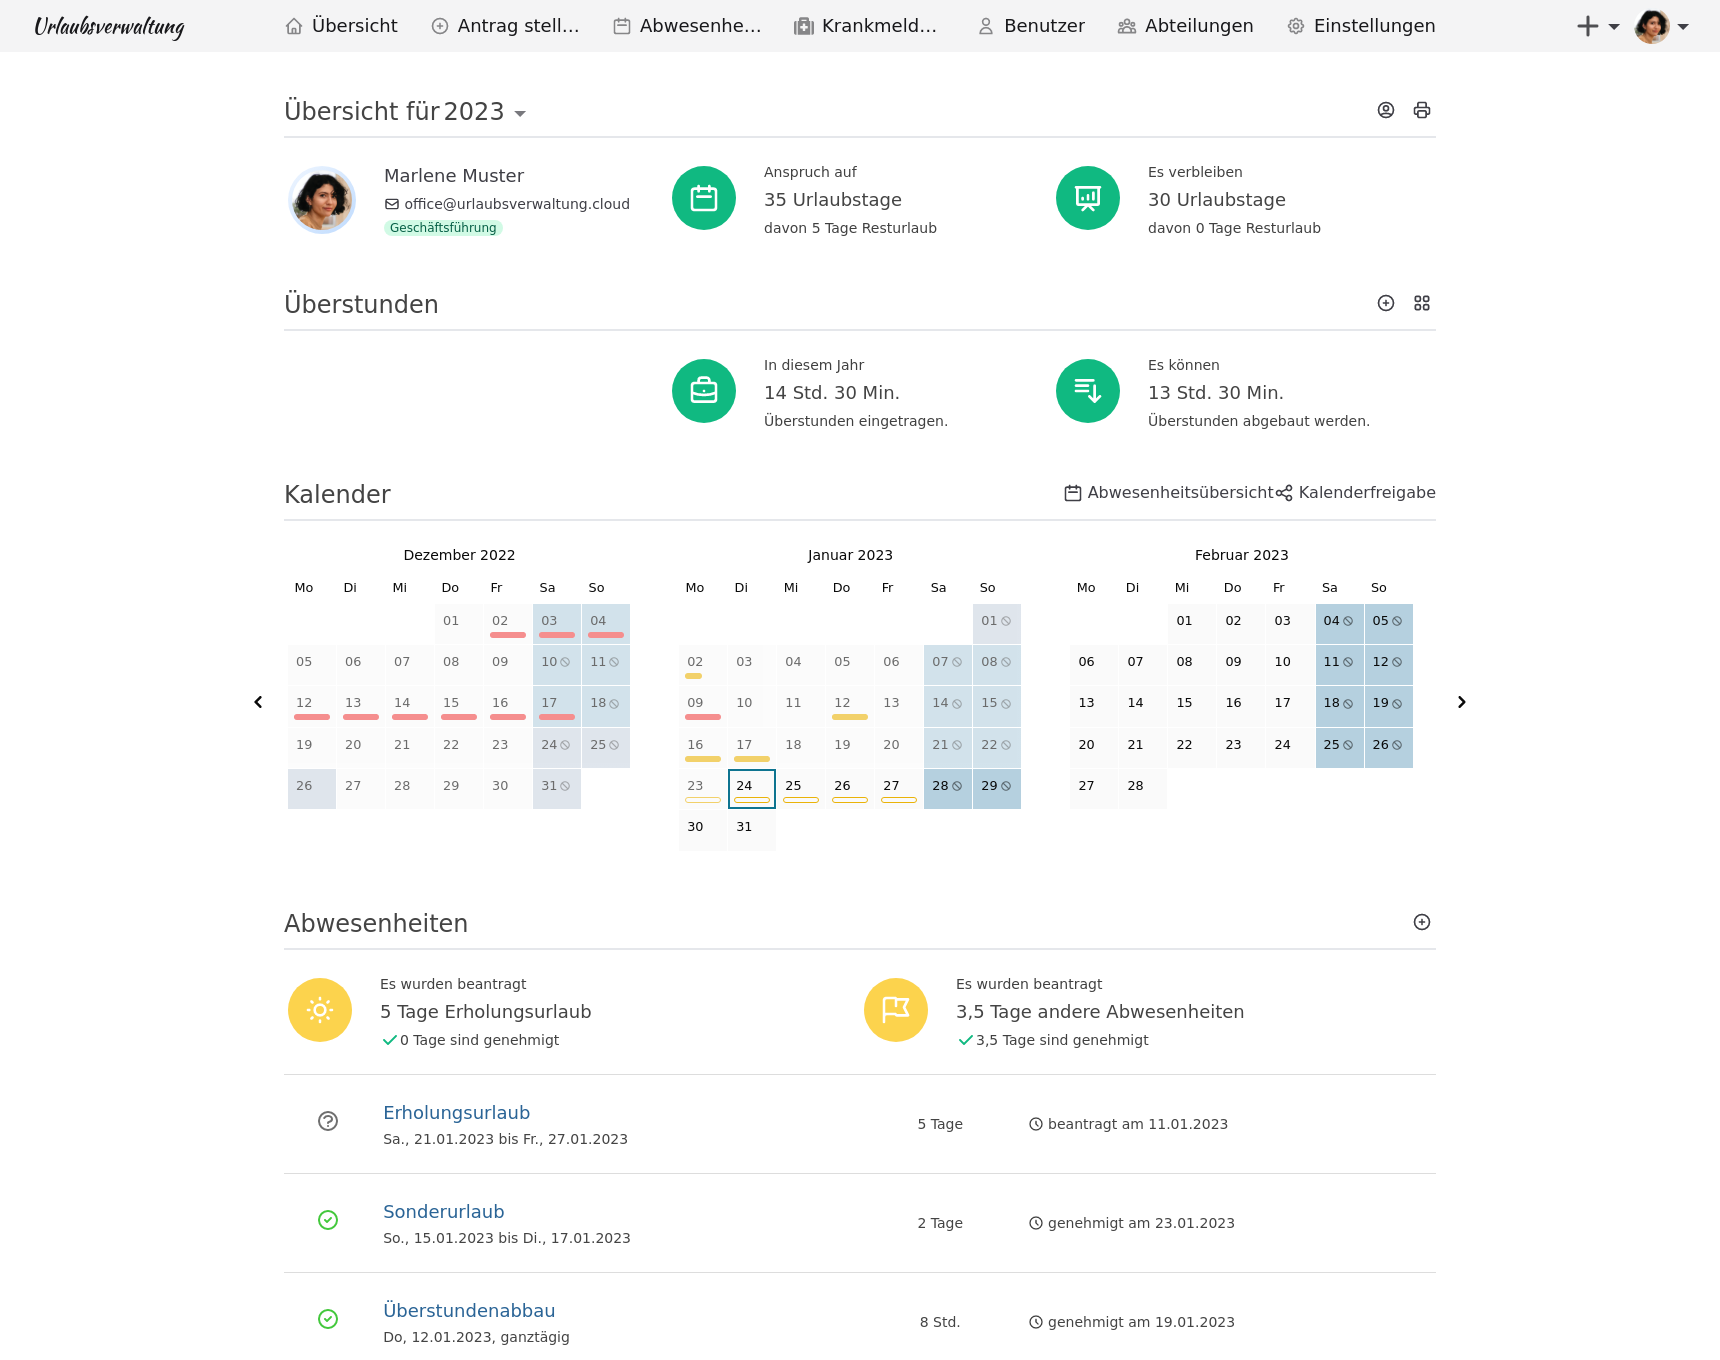 Urlaubsverwaltung
Übersicht
Antrag stell...
Abwesenhe...
Krankmeld...
Benutzer
Abteilungen
Einstellungen
Übersicht für 2023
Marlene Muster
office@urlaubsverwaltung.cloud
Geschäftsführung
Anspruch auf
35 Urlaubstage
davon 5 Tage Resturlaub
Es verbleiben
30 Urlaubstage
davon 0 Tage Resturlaub
Überstunden
In diesem Jahr
14 Std. 30 Min.
Überstunden eingetragen.
Es können
13 Std. 30 Min.
Überstunden abgebaut werden.
Kalender
Abwesenheitsübersicht
Kalenderfreigabe
Dezember 2022
Mo Di Mi Do Fr Sa So
01 02 03 04
05 06 07 08 09 10 11
12 13 14 15 16 17 18
19 20 21 22 23 24 25
26 27 28 29 30 31
Januar 2023
Mo Di Mi Do Fr Sa So
01
02 03 04 05 06 07 08
09 10 11 12 13 14 15
16 17 18 19 20 21 22
23 24 25 26 27 28 29
30 31
Februar 2023
Mo Di Mi Do Fr Sa So
01 02 03 04 05
06 07 08 09 10 11 12
13 14 15 16 17 18 19
20 21 22 23 24 25 26
27 28
Abwesenheiten
Es wurden beantragt
5 Tage Erholungsurlaub
0 Tage sind genehmigt
Es wurden beantragt
3,5 Tage andere Abwesenheiten
3,5 Tage sind genehmigt
Erholungsurlaub
Sa., 21.01.2023 bis Fr., 27.01.2023
5 Tage
beantragt am 11.01.2023
Sonderurlaub
So., 15.01.2023 bis Di., 17.01.2023
2 Tage
genehmigt am 23.01.2023
Überstundenabbau
Do, 12.01.2023, ganztägig
8 Std.
genehmigt am 19.01.2023